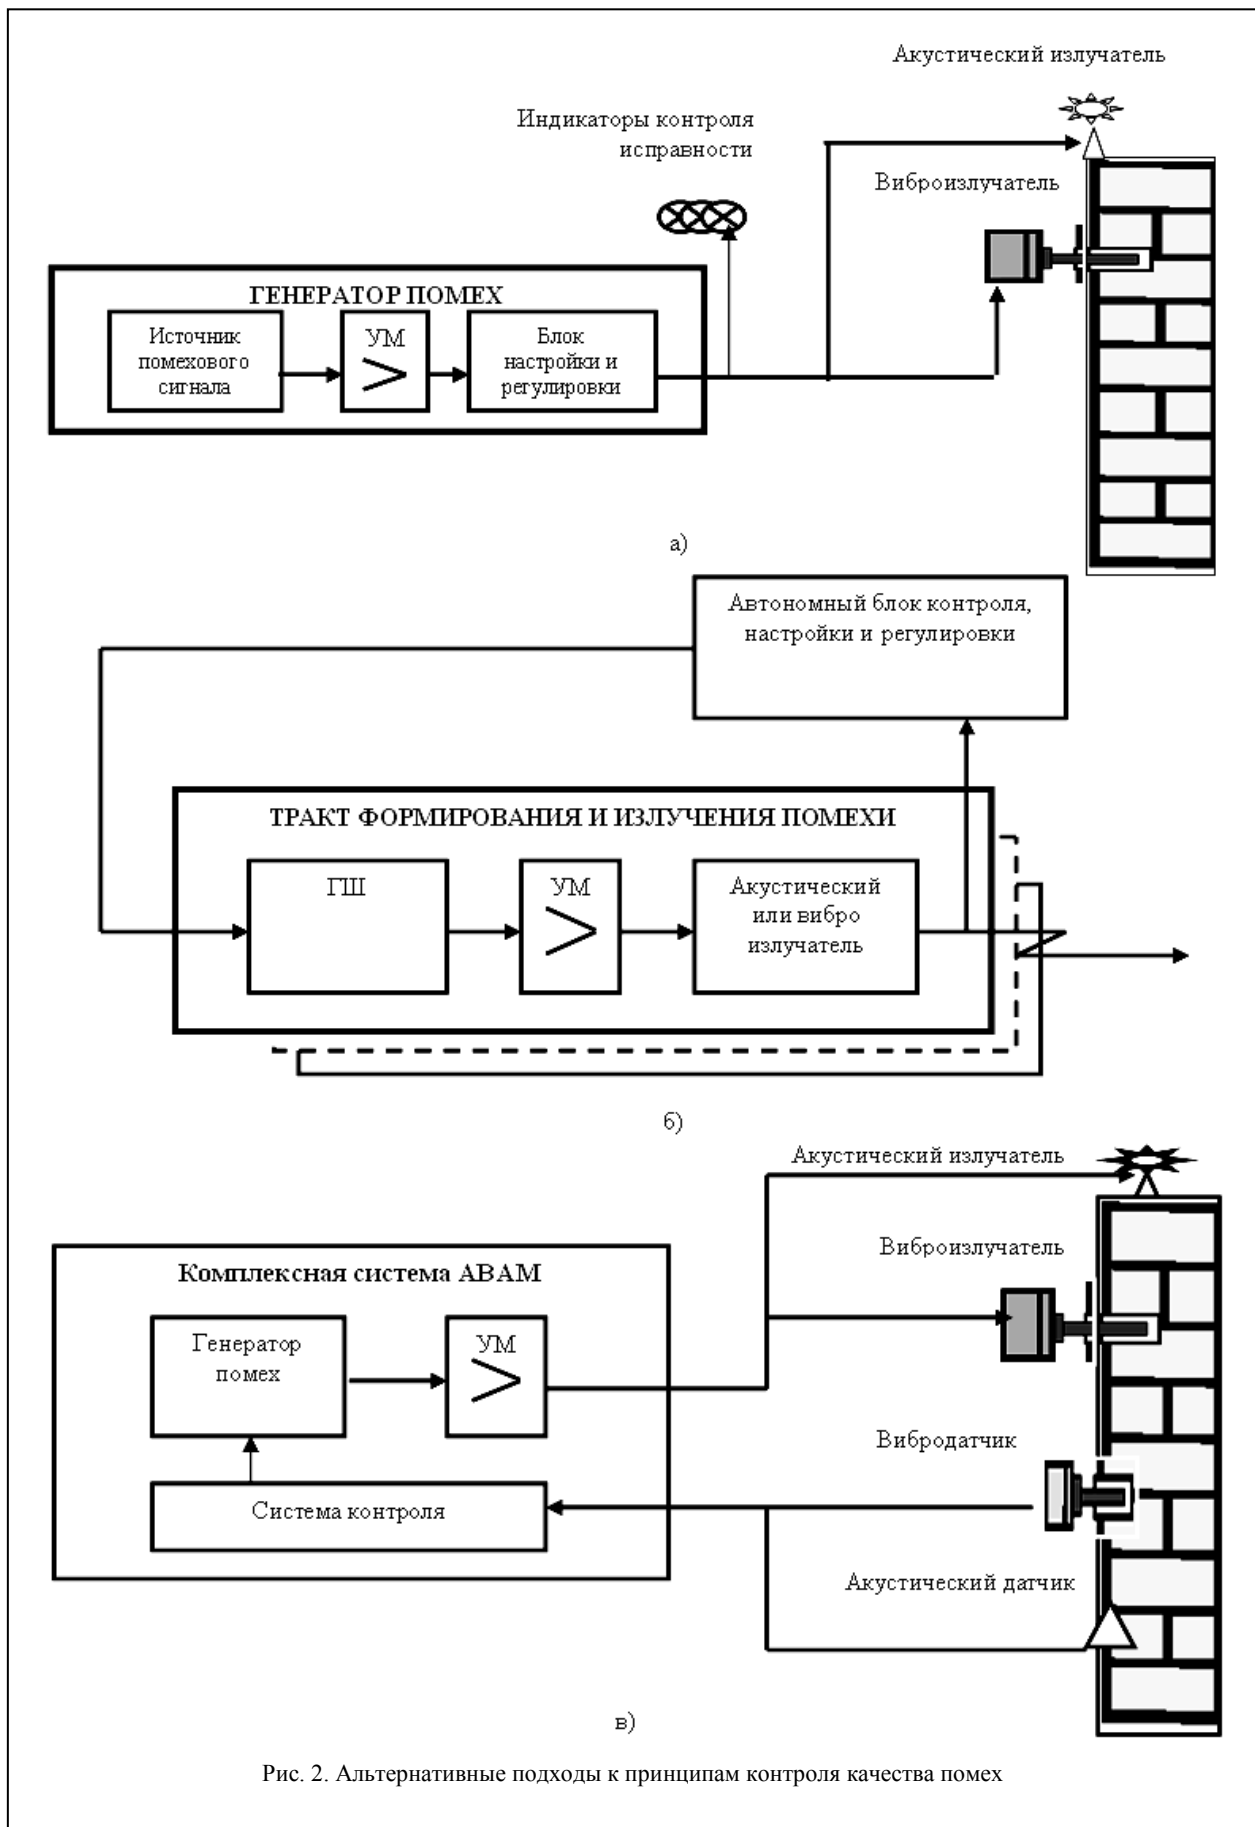 Акустический излучатель
Индикаторы контроля
исправности
Виброизлучатель
ГЕНЕРАТОР ПОМЕХ
Источник
помехового
сигнала
УМ
Блок
настройки и
регулировки
а)
Автономный блок контроля,
настройки и регулировки
ТРАКТ ФОРМИРОВАНИЯ И ИЗЛУЧЕНИЯ ПОМЕХИ
ГШ
УМ
Акустический
или вибро
излучатель
б)
Акустический излучатель
Виброизлучатель
Комплексная система АВАМ
Генератор
помех
УМ
Вибродатчик
Система контроля
Акустический датчик
в)
Рис. 2. Альтернативные подходы к принципам контроля качества помех